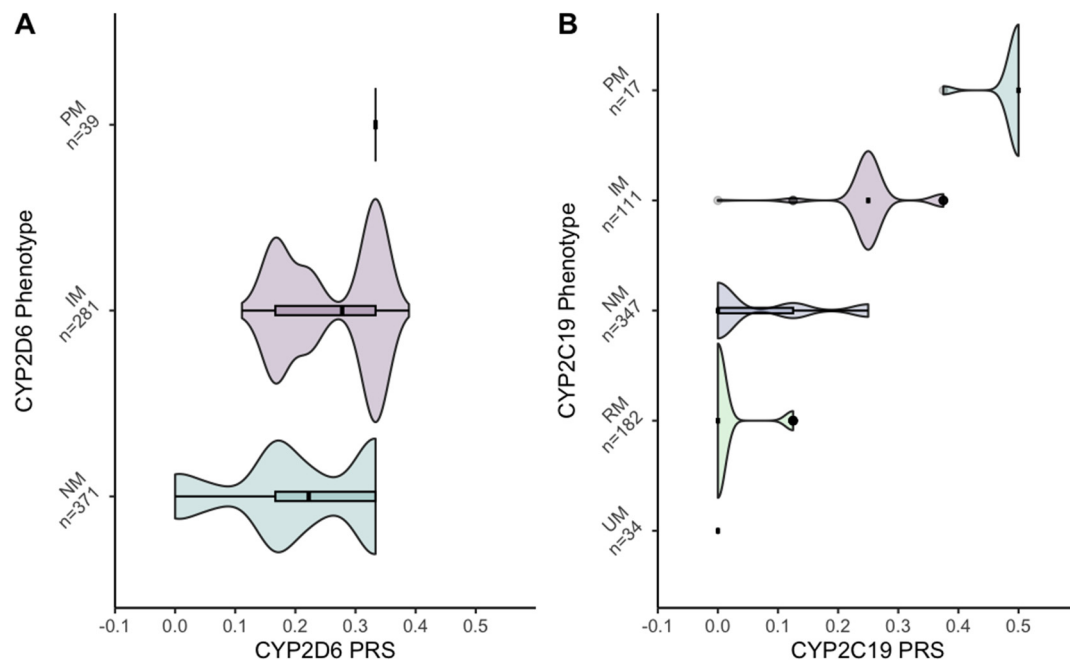 A
CYP2D6 Phenotype
PM
n=39
IM
n=281
NM
n=371
-0.1 0.0 0.1 0.2 0.3 0.4 0.5
CYP2D6 PRS
B
CYP2C19 Phenotype
PM
n=17
IM
n=111
NM
n=347
RM
n=182
UM
n=34
-0.1 0.0 0.1 0.2 0.3 0.4 0.5
CYP2C19 PRS